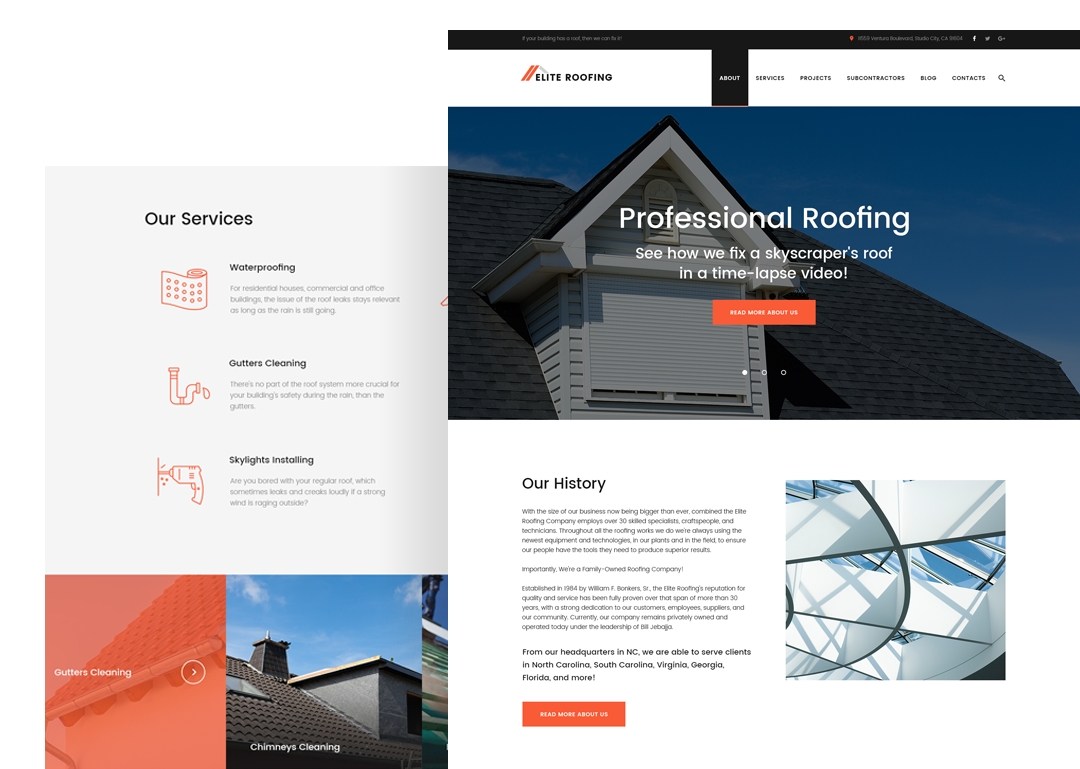 If your building has a roof, then we can fix it!
Ventura Boulevard, Studio City, CA
ELITE ROOFING
ABOUT
SERVICES
PROJECTS
SUBCONTRACTORS
BLOG
CONTACTS
Professional Roofing
See how we fix a skyscraper's roof
in a time-lapse video!
READ MORE ABOUT US
Our History
With the size of our business now being bigger than ever, combined the Elite
Roofing Company employs over 30 skilled specialists, craftspeople, and
technicians. Throughout all the roofing works we do we're always using the
newest equipment and technologies, in our plants and in the field, to ensure
our people have the tools they need to produce superior results.
Importantly, We're a Family-Owned Roofing Company!
Established in 1984 by William F. Bonkers, Sr., the Elite Roofing's reputation for
quality and service has been fully proven over that span of more than 30
years, with a strong dedication to our customers, employees, suppliers, and
our community. Currently, our company remains privately owned and
operated today under the leadership of Bill Jebajja.
From our headquarters in NC, we are able to serve clients
in North Carolina, South Carolina, Virginia, Georgia,
Florida, and more!
READ MORE ABOUT US
Our Services
Waterproofing
For residential houses, commercial and office
buildings, the issue of the roof leaks stays relevant
as long as the rain is still going.
Gutters Cleaning
There's no part of the roof system more crucial for
your building's safety during the rain, than the
gutters.
Skylights Installing
Are you bored with your regular roof, which
sometimes leaks and creaks loudly if a strong
wind is raging outside?
Gutters Cleaning
Chimneys Cleaning